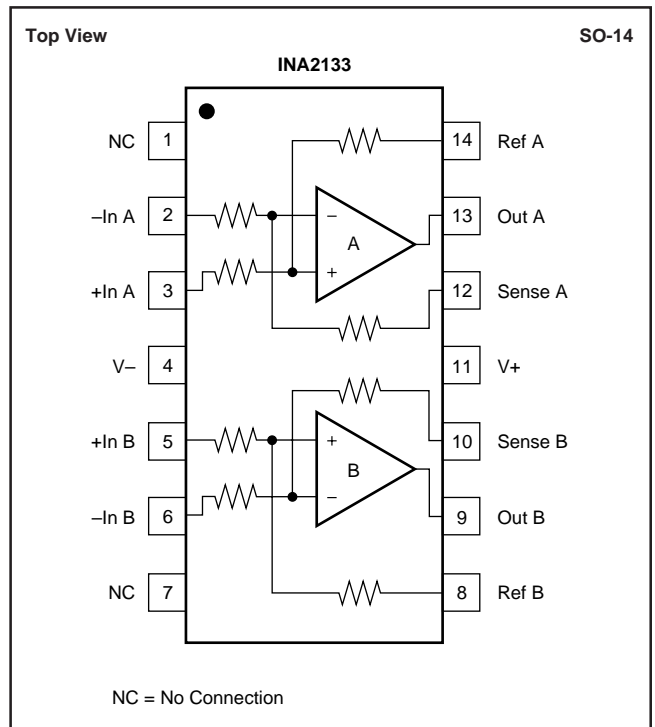 Top View SO-14
INA2133
NC 1 14 Ref A
–In A 2 – 13 Out A
A
+In A 3 + 12 Sense A
V– 4 11 V+
+In B 5 + 10 Sense B
B
–In B 6 – 9 Out B
NC 7 8 Ref B
NC = No Connection